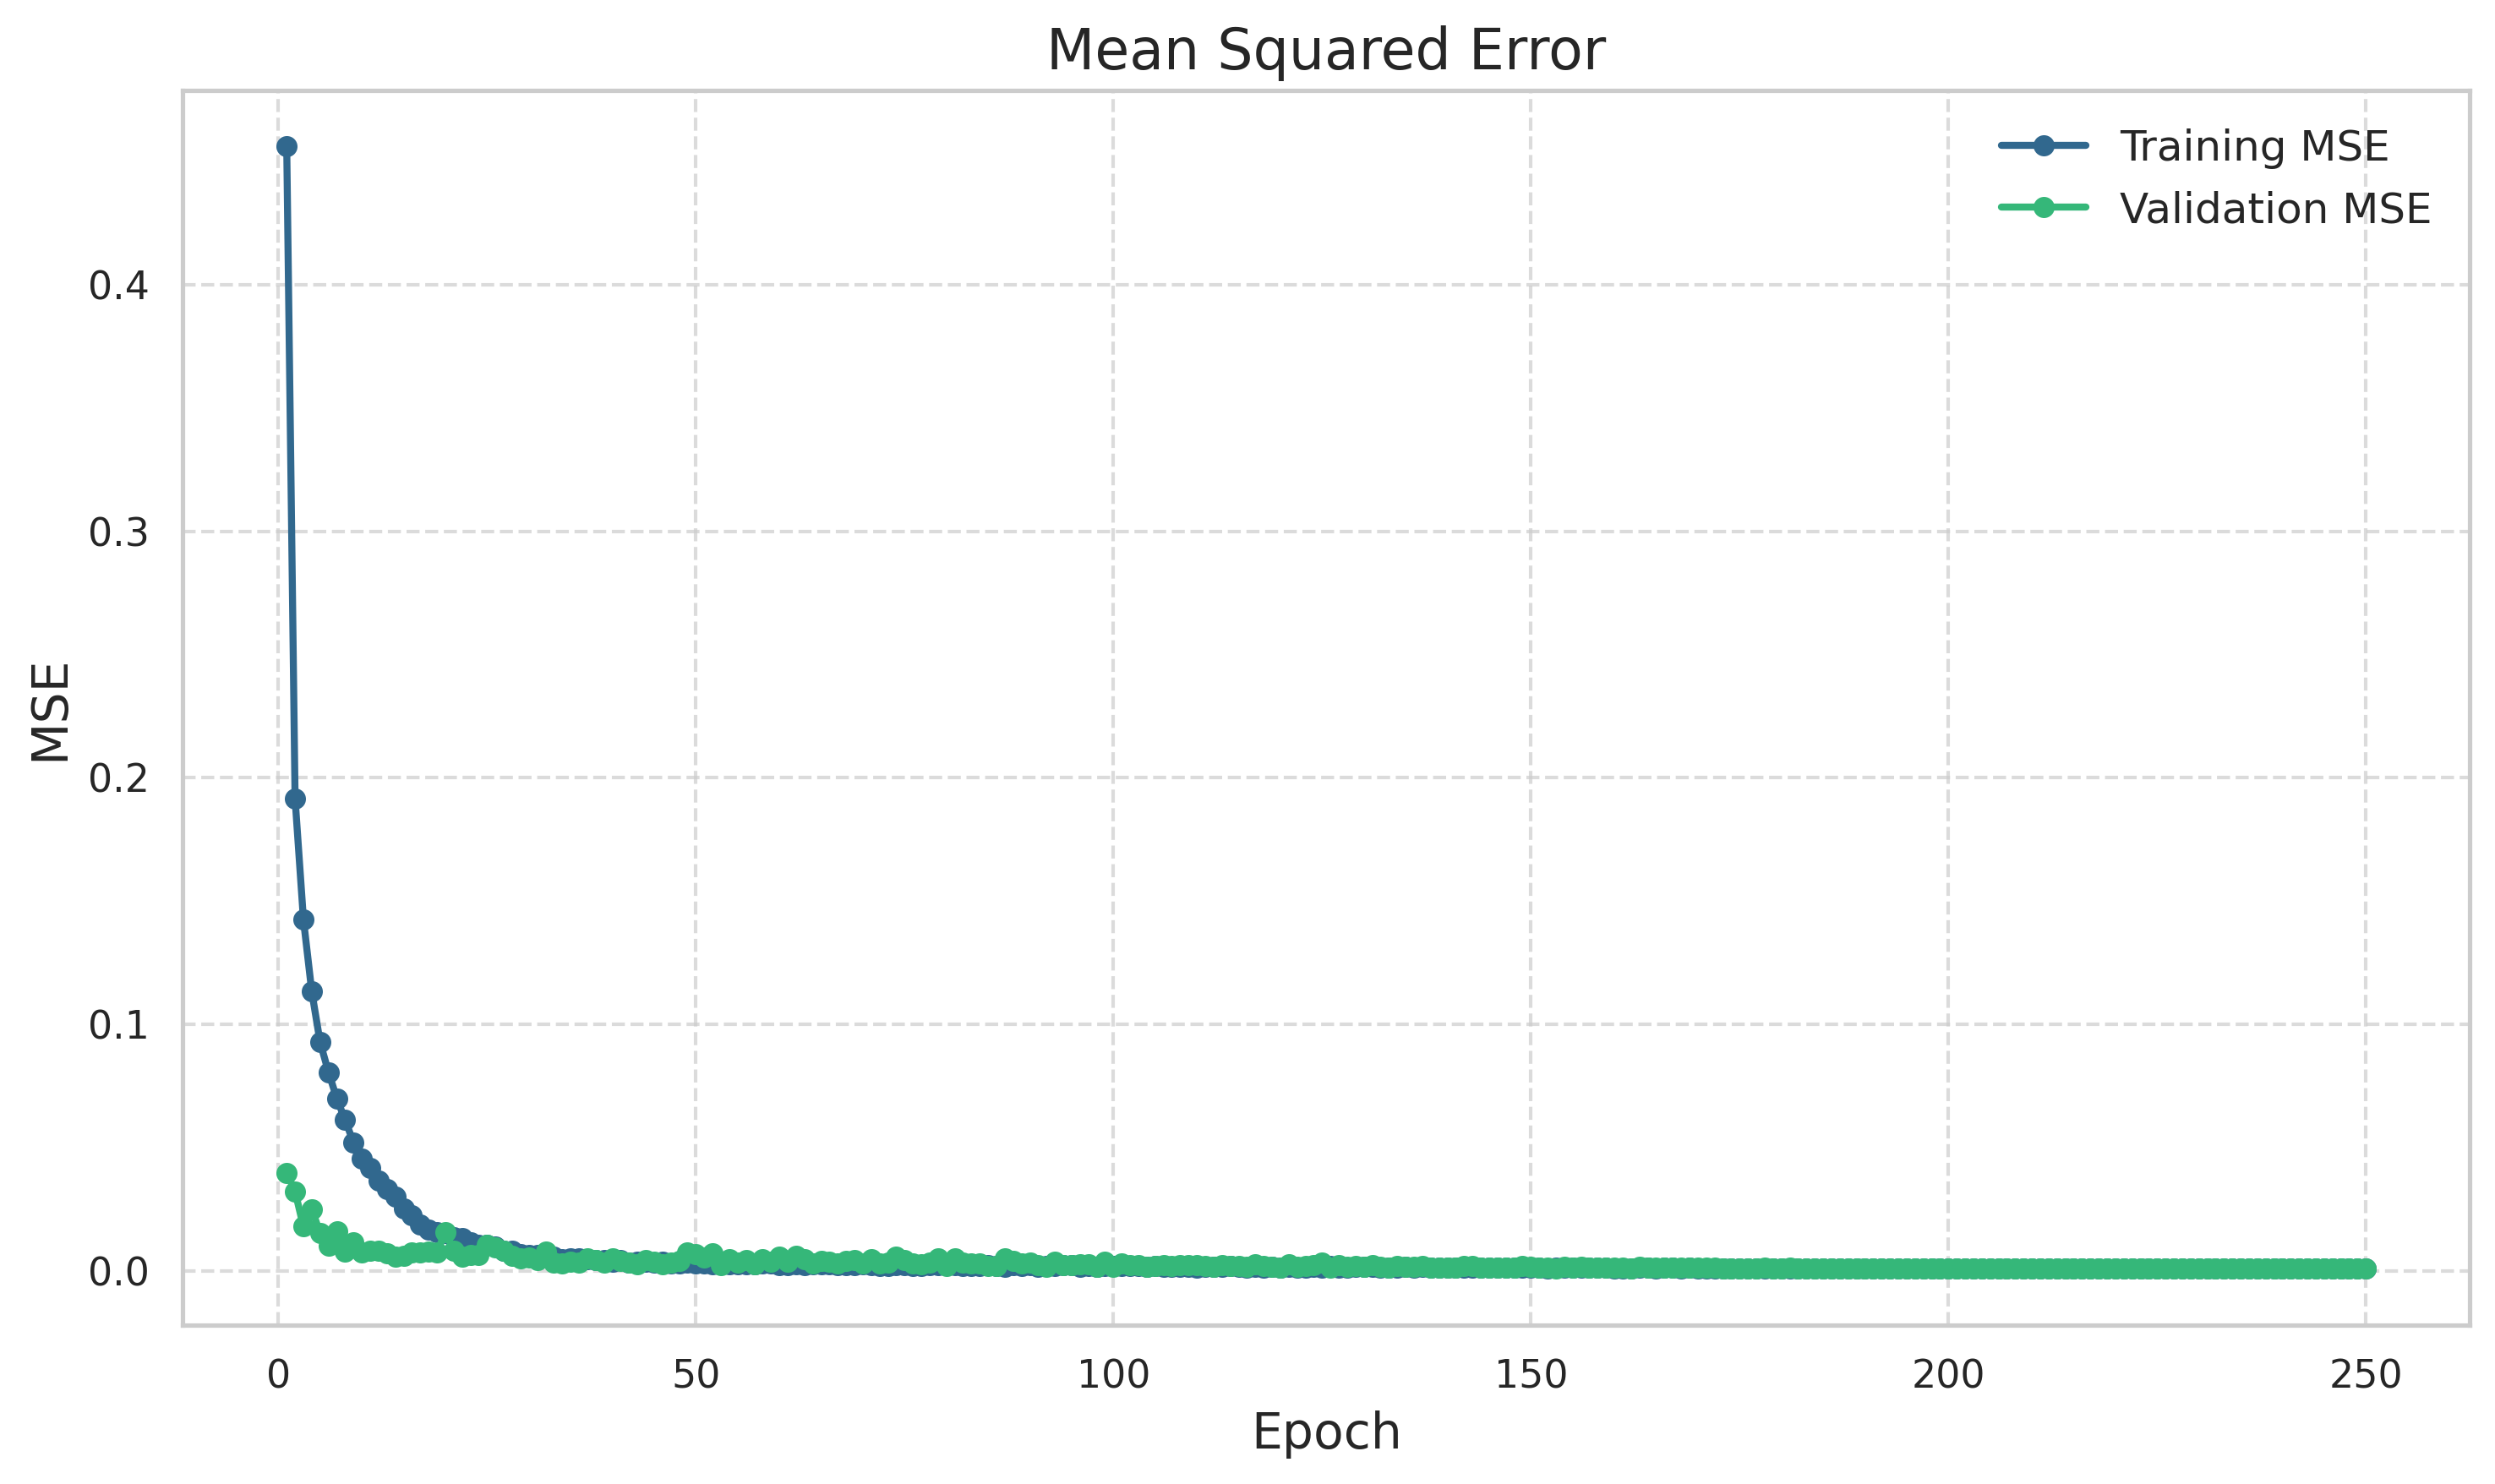 Mean Squared Error
Training MSE
Validation MSE
0.4
0.3
0.2
0.1
0.0
MSE
0 50 100 150 200 250
Epoch